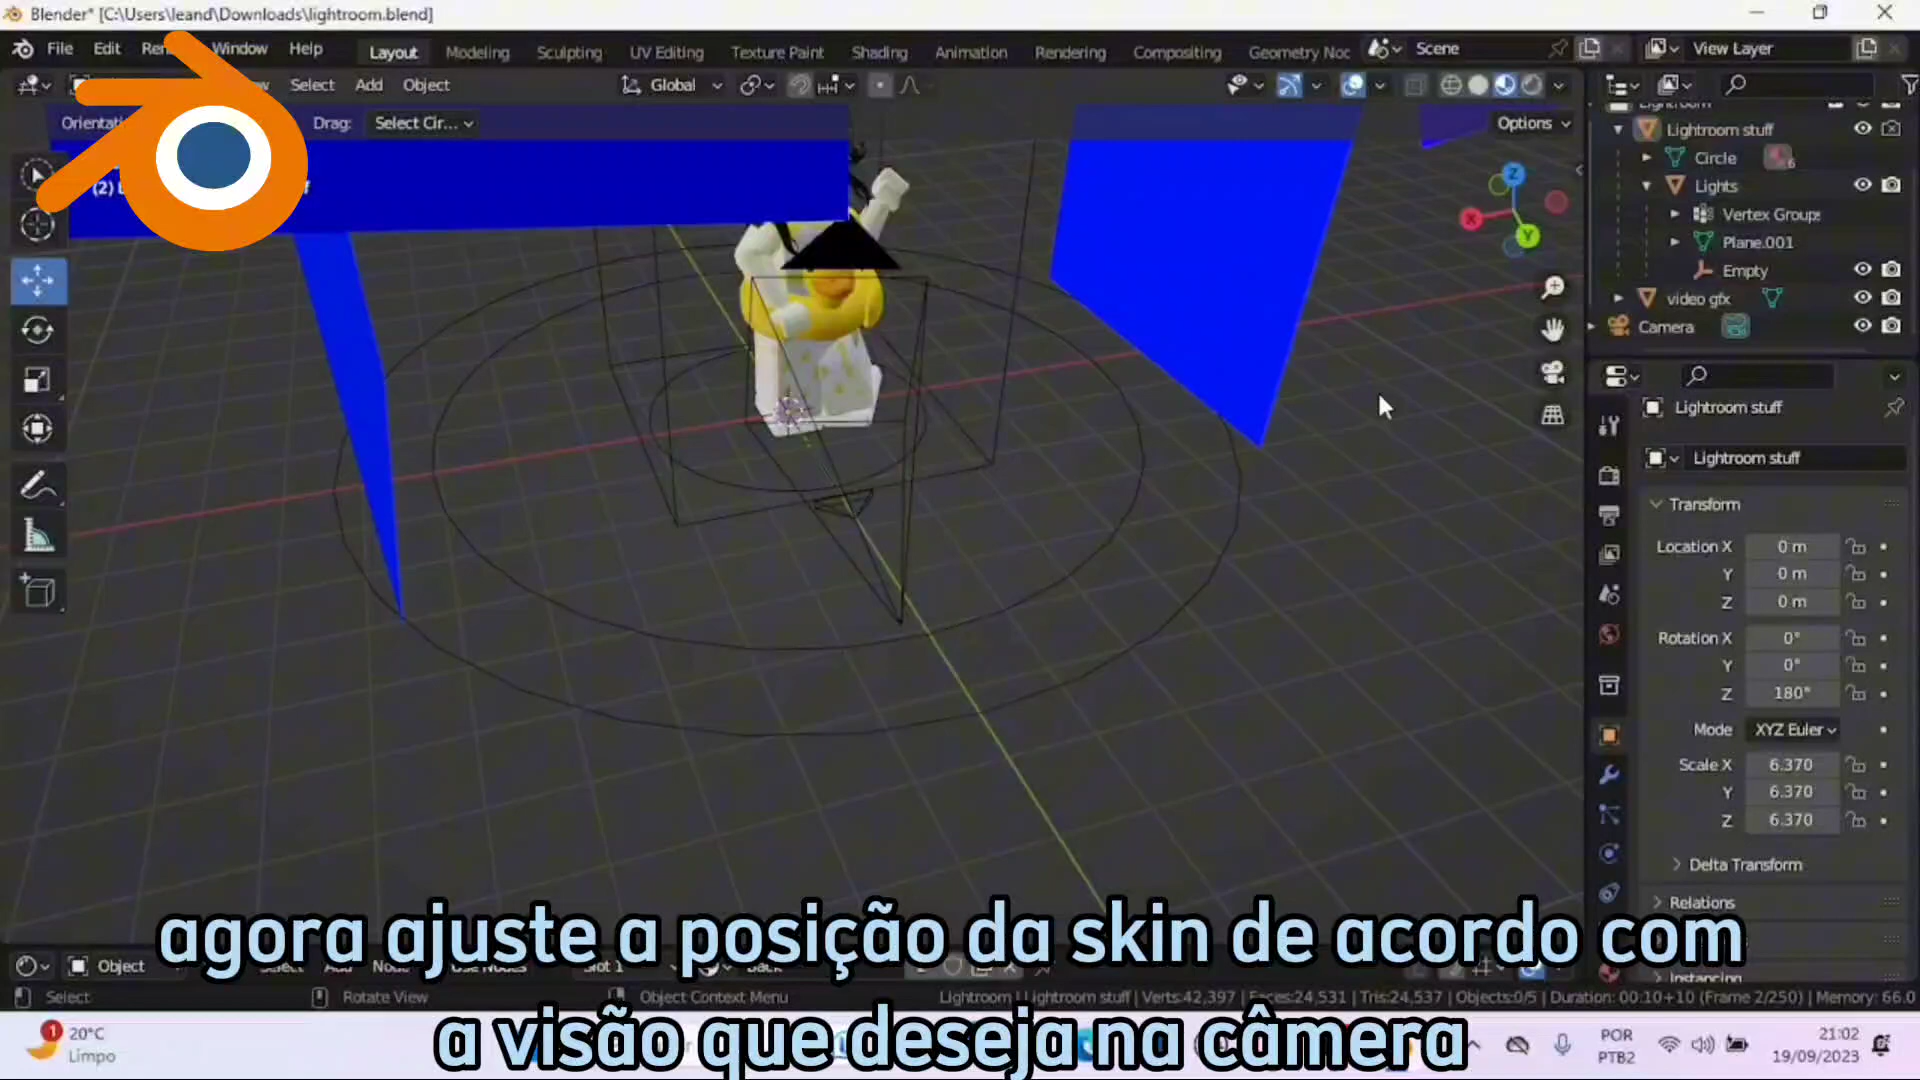 Blender* [C:\Users\leand\Downloads\lightroom.blend]
File Edit Window Help Layout Modeling Sculpting UV Editing Texture Paint Shading Animation Rendering Compositing Geometry Noc Scene View Layer
Select Add Object Global
Drag: Select Cir... Options
(2)
Lightroom stuff
Circle 6
Lights
Vertex Group
Plane.001
Empty
video gfx
Camera
Z
X
Y
Lightroom stuff
Lightroom stuff
Transform
Location X 0 m
Y 0 m
Z 0 m
Rotation X 0°
Y 0°
Z 180°
Mode XYZ Euler
Scale X 6.370
Y 6.370
Z 6.370
Delta Transform
Relations
Instancing
agora ajuste a posição da skin de acordo com
Object
Select Rotate View Object Context Menu Lightroom | Lightroom stuff | Verts:42,397 | Faces:24,531 | Tris:24,537 | Objects:0/5 | Duration: 00:10+10 (Frame 2/250) | Memory: 66.0
a visão que deseja na câmera
1 20°C
Limpo
POR
PTB2
21:02
19/09/2023